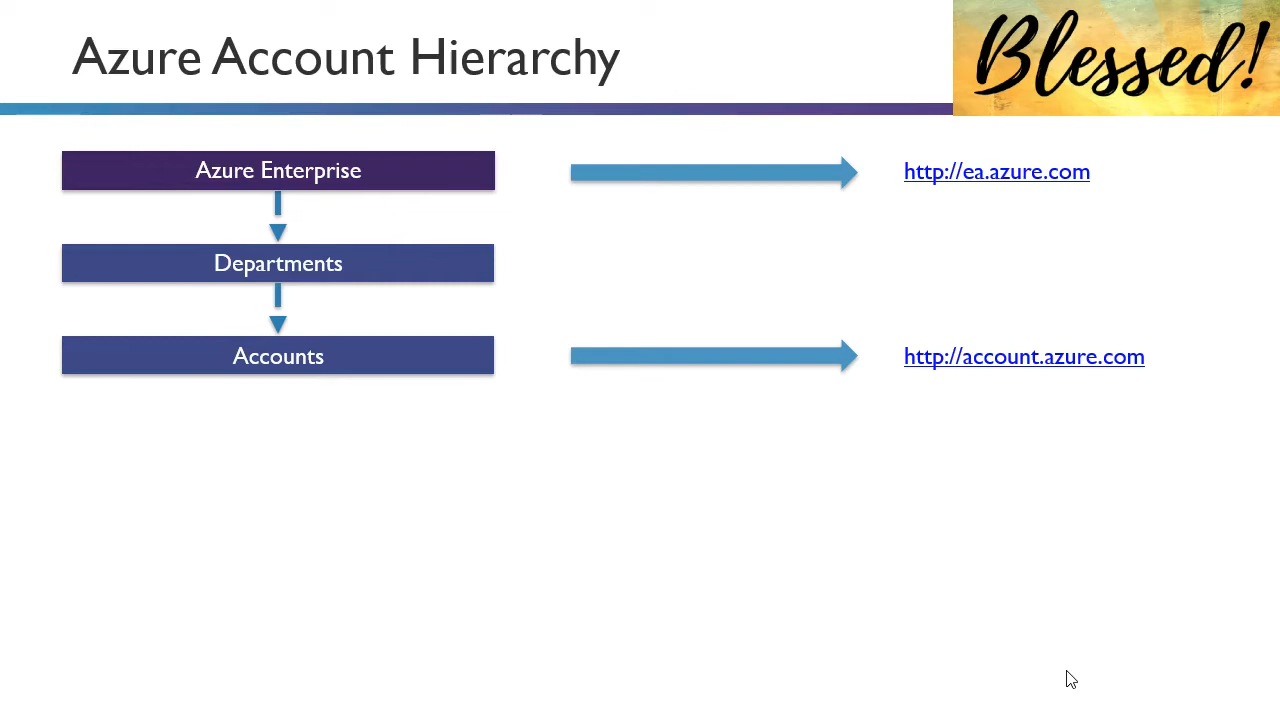 Azure Account Hierarchy
Blessed!
Azure Enterprise
http://ea.azure.com
Departments
Accounts
http://account.azure.com